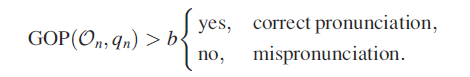 GOP(𝒪ₙ, qₙ) > b { yes, correct pronunciation,
no, mispronunciation.